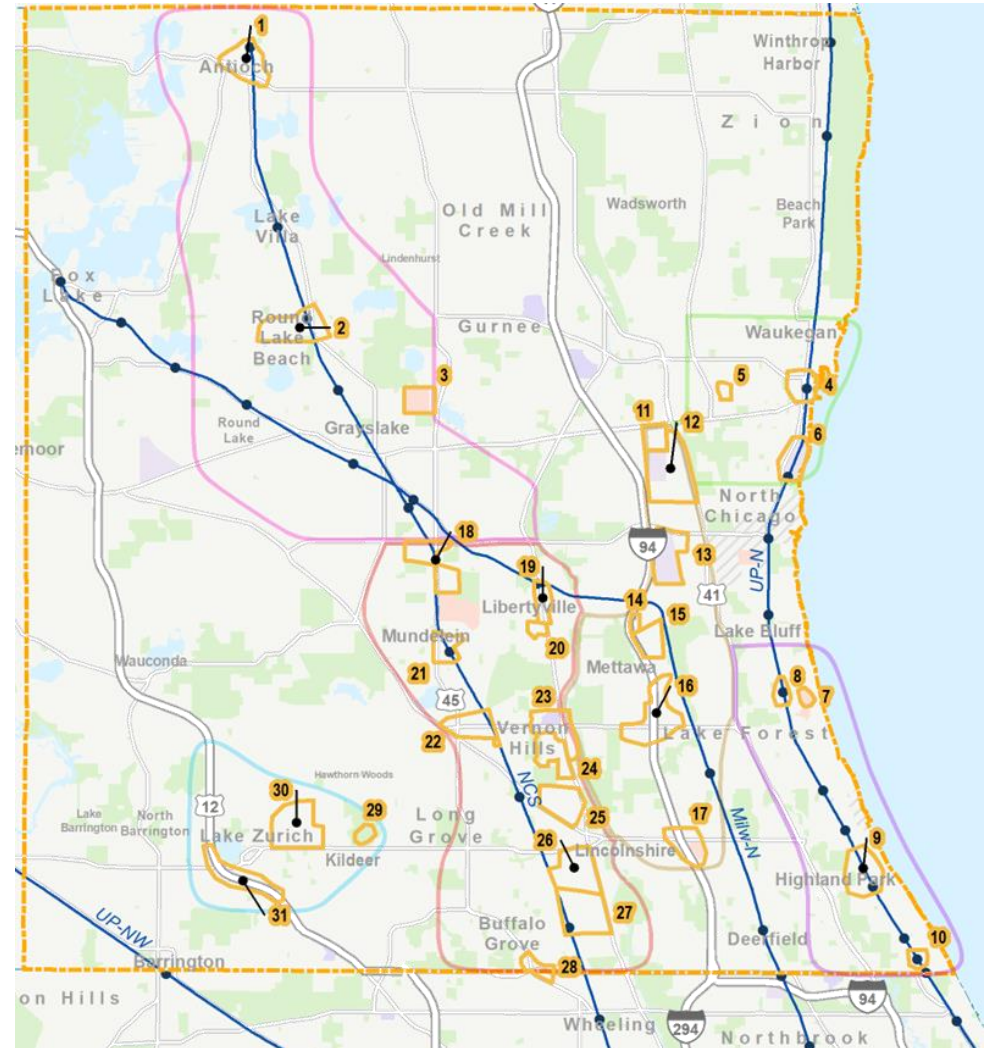 1
Antioch
Winthrop
Harbor
Zion
Lake
Villa
Old Mill
Creek
Wadsworth
Beach
Park
Lindenhurst
Fox
Lake
Round
Lake
Beach
2
Gurnee
Waukegan
3
5
4
Round
Lake
Grayslake
11
12
6
emoor
North
Chicago
18
94
13
41
UP-N
19
Libertyville
14
15
Lake Bluff
20
Mundelein
21
Wauconda
Mettawa
45
16
8
7
23
22
Vernon
Hills
Lake Forest
24
Hawthorn Woods
30
29
12
Lake
Barrington
North
Barrington
Lake Zurich
Kildeer
Long
Grove
NCS
25
17
Milw-N
26
Lincolnshire
9
Highland Park
31
27
UP-NW
Buffalo
Grove
Deerfield
10
Barrington
28
on Hills
94
Wheeling
294
Northbrook